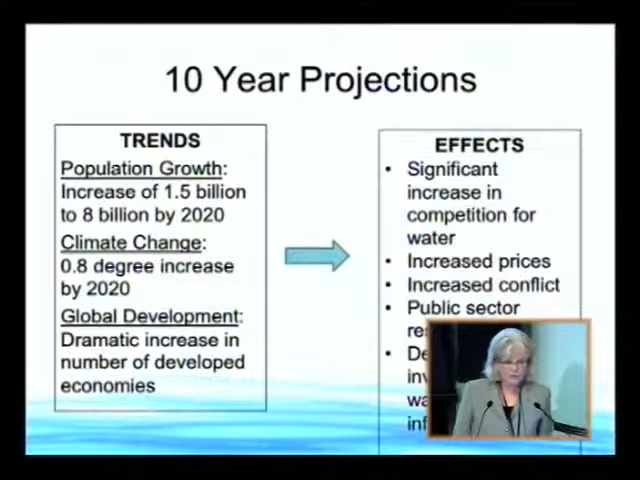 10 Year Projections
TRENDS
Population Growth:
Increase of 1.5 billion
to 8 billion by 2020
Climate Change:
0.8 degree increase
by 2020
Global Development:
Dramatic increase in
number of developed
economies
EFFECTS
• Significant
increase in
competition for
water
• Increased prices
• Increased conflict
• Public sector